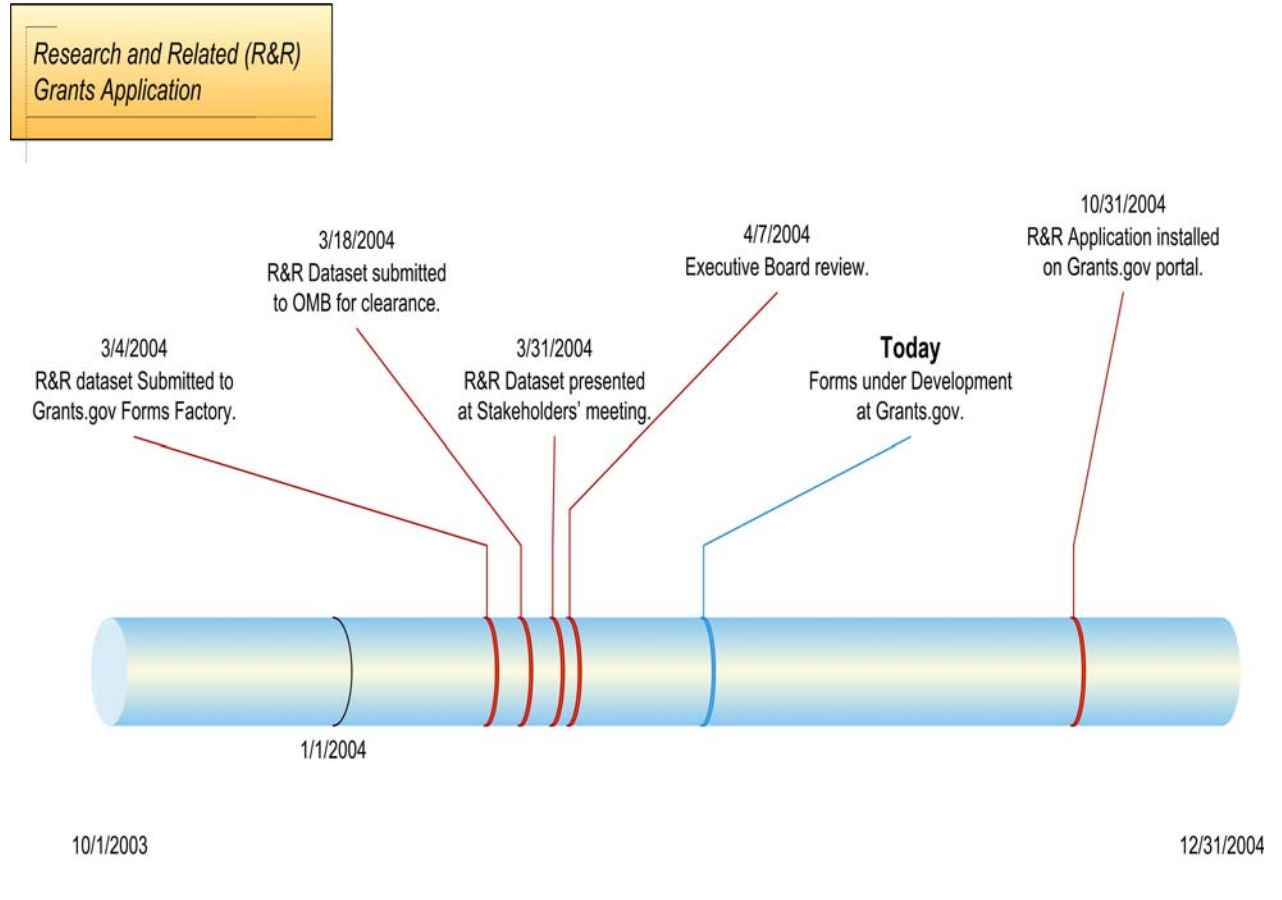 Research and Related (R&R)
Grants Application
10/31/2004
R&R Application installed
on Grants.gov portal.
3/18/2004
R&R Dataset submitted
to OMB for clearance.
4/7/2004
Executive Board review.
3/4/2004
R&R dataset Submitted to
Grants.gov Forms Factory.
3/31/2004
R&R Dataset presented
at Stakeholders’ meeting.
Today
Forms under Development
at Grants.gov.
1/1/2004
10/1/2003
12/31/2004